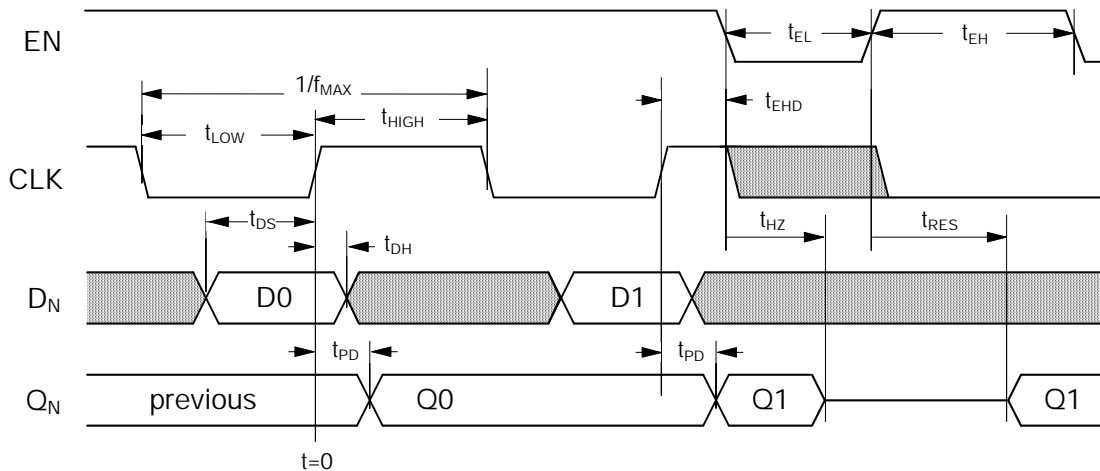 EN
t_EL
t_EH
1/f_MAX
t_EHD
t_LOW
t_HIGH
CLK
t_DS
t_DH
t_HZ
t_RES
D_N
D0
D1
t_PD
t_PD
Q_N
previous
Q0
Q1
Q1
t=0